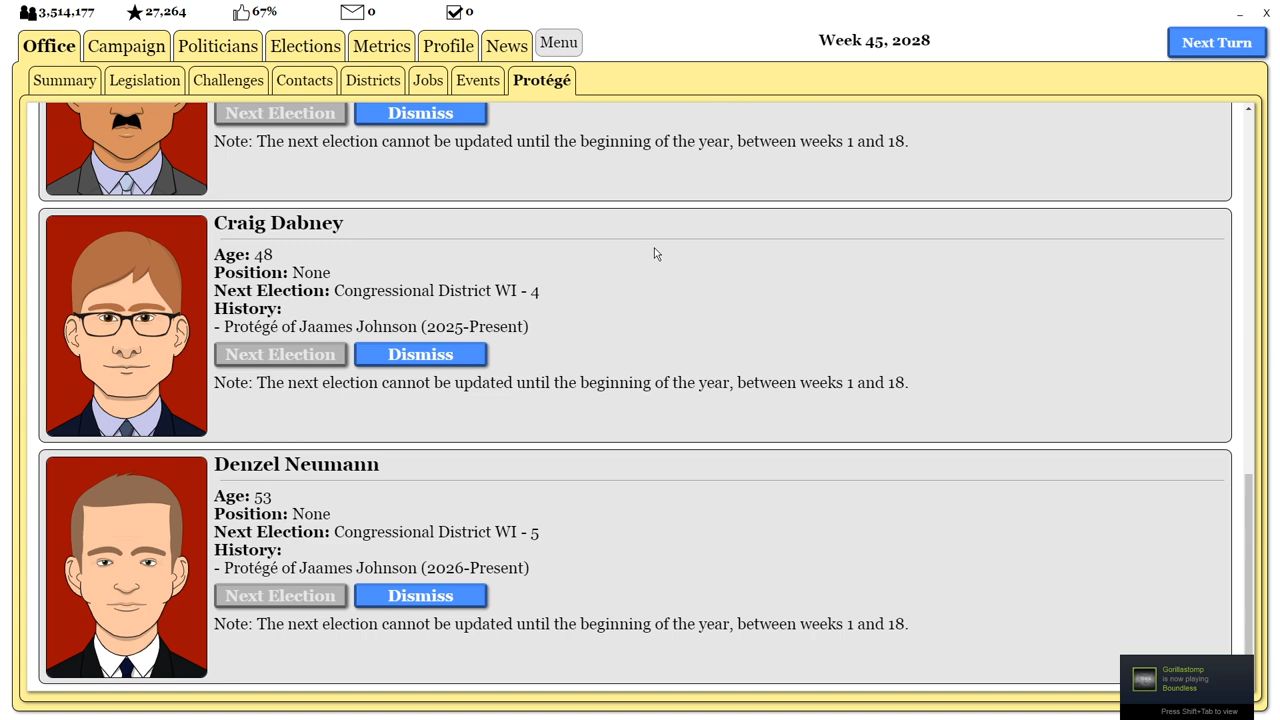 3,514,177 27,264 67% 0 0
_ X
Office Campaign Politicians Elections Metrics Profile News Menu Week 45, 2028 Next Turn
Summary Legislation Challenges Contacts Districts Jobs Events Protégé
Next Election Dismiss
Note: The next election cannot be updated until the beginning of the year, between weeks 1 and 18.
Craig Dabney
Age: 48
Position: None
Next Election: Congressional District WI - 4
History:
- Protégé of Jaames Johnson (2025-Present)
Next Election Dismiss
Note: The next election cannot be updated until the beginning of the year, between weeks 1 and 18.
Denzel Neumann
Age: 53
Position: None
Next Election: Congressional District WI - 5
History:
- Protégé of Jaames Johnson (2026-Present)
Next Election Dismiss
Note: The next election cannot be updated until the beginning of the year, between weeks 1 and 18.
Gorillastomp
is now playing
Boundless
Press Shift+Tab to view